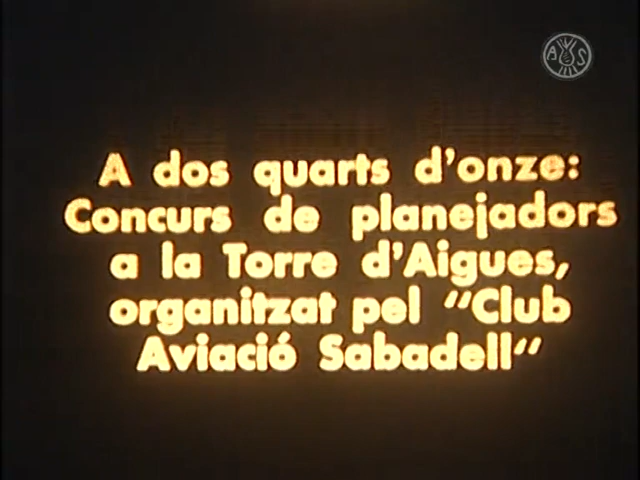 A S
A dos quarts d'onze:
Concurs de planejadors
a la Torre d'Aigues,
organitzat pel "Club
Aviació Sabadell"